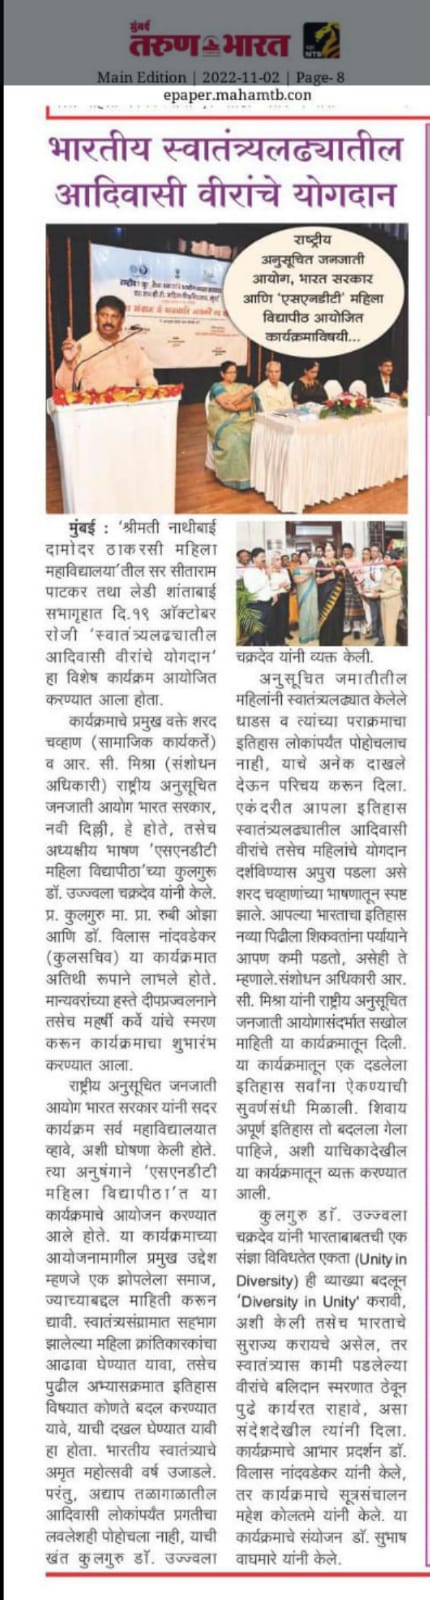 मुंबई
तरुण भारत
Main Edition | 2022-11-02 | Page- 8
epaper.mahamtb.con
भारतीय स्वातंत्र्यलढ्यातील
आदिवासी वीरांचे योगदान
राष्ट्रीय
अनुसूचित जनजाती
आयोग, भारत सरकार
आणि 'एसएनडीटी' महिला
विद्यापीठ आयोजित
कार्यक्रमाविषयी...
मुंबई : 'श्रीमती नाथीबाई
दामोदर ठाकरसी महिला
महाविद्यालया'तील सर सीताराम
पाटकर तथा लेडी शांताबाई
सभागृहात दि.१९ ऑक्टोबर
रोजी 'स्वातंत्र्यलढ्यातील
आदिवासी वीरांचे योगदान'
हा विशेष कार्यक्रम आयोजित
करण्यात आला होता.
कार्यक्रमाचे प्रमुख वक्ते शरद
चव्हाण (सामाजिक कार्यकर्ते)
व आर. सी. मिश्रा (संशोधन
अधिकारी) राष्ट्रीय अनुसूचित
जनजाती आयोग भारत सरकार,
नवी दिल्ली, हे होते, तसेच
अध्यक्षीय भाषण 'एसएनडीटी
महिला विद्यापीठा'च्या कुलगुरू
डॉ. उज्ज्वला चक्रदेव यांनी केले.
प्र. कुलगुरु मा. प्रा. रुबी ओझा
आणि डॉ. विलास नांदवडेकर
(कुलसचिव) या कार्यक्रमात
अतिथी रूपाने लाभले होते.
मान्यवरांच्या हस्ते दीपप्रज्वलनाने
तसेच महर्षी कर्वे यांचे स्मरण
करून कार्यक्रमाचा शुभारंभ
करण्यात आला.
राष्ट्रीय अनुसूचित जनजाती
आयोग भारत सरकार यांनी सदर
कार्यक्रम सर्व महाविद्यालयात
व्हावे, अशी घोषणा केली होते.
त्या अनुषंगाने 'एसएनडीटी
महिला विद्यापीठा'त या
कार्यक्रमाचे आयोजन करण्यात
आले होते. या कार्यक्रमाच्या
आयोजनामागील प्रमुख उद्देश
म्हणजे एक झोपलेला समाज,
ज्याच्याबद्दल माहिती करून
द्यावी. स्वातंत्र्यसंग्रामात सहभाग
झालेल्या महिला क्रांतिकारकांचा
आढावा घेण्यात यावा, तसेच
पुढील अभ्यासक्रमात इतिहास
विषयात कोणते बदल करण्यात
यावे, याची दखल घेण्यात यावी
हा होता. भारतीय स्वातंत्र्याचे
अमृत महोत्सवी वर्ष उजाडले.
परंतु, अद्याप तळागाळातील
आदिवासी लोकांपर्यंत प्रगतीचा
लवलेशही पोहोचला नाही, याची
खंत कुलगुरु डॉ. उज्ज्वला
चक्रदेव यांनी व्यक्त केली.
अनुसूचित जमातीतील
महिलांनी स्वातंत्र्यलढ्यात केलेले
धाडस व त्यांच्या पराक्रमाचा
इतिहास लोकांपर्यंत पोहोचलाच
नाही, याचे अनेक दाखले
देऊन परिचय करून दिला.
एकंदरीत आपला इतिहास
स्वातंत्र्यलढ्यातील आदिवासी
वीरांचे तसेच महिलांचे योगदान
दर्शविण्यास अपुरा पडला असे
शरद चव्हाणांच्या भाषणातून स्पष्ट
झाले. आपल्या भारताचा इतिहास
नव्या पिढीला शिकवतांना पर्यायाने
आपण कमी पडतो, असेही ते
म्हणाले.संशोधन अधिकारी आर.
सी. मिश्रा यांनी राष्ट्रीय अनुसूचित
जनजाती आयोगासंदर्भात सखोल
माहिती या कार्यक्रमातून दिली.
या कार्यक्रमातून एक दडलेला
इतिहास सर्वांना ऐकण्याची
सुवर्णसंधी मिळाली. शिवाय
अपूर्ण इतिहास तो बदलला गेला
पाहिजे, अशी याचिकादेखील
या कार्यक्रमातून व्यक्त करण्यात
आली.
कुलगुरु डॉ. उज्ज्वला
चक्रदेव यांनी भारताबाबतची एक
संज्ञा विविधतेत एकता (Unity in
Diversity) ही व्याख्या बदलून
'Diversity in Unity' करावी,
अशी केली तसेच भारताचे
सुराज्य करायचे असेल, तर
स्वातंत्र्यास कामी पडलेल्या
वीरांचे बलिदान स्मरणात ठेवून
पुढे कार्यरत राहावे, असा
संदेशदेखील त्यांनी दिला.
कार्यक्रमाचे आभार प्रदर्शन डॉ.
विलास नांदवडेकर यांनी केले,
तर कार्यक्रमाचे सूत्रसंचालन
महेश कोलतमे यांनी केले. या
कार्यक्रमाचे संयोजन डॉ. सुभाष
वाघमारे यांनी केले.